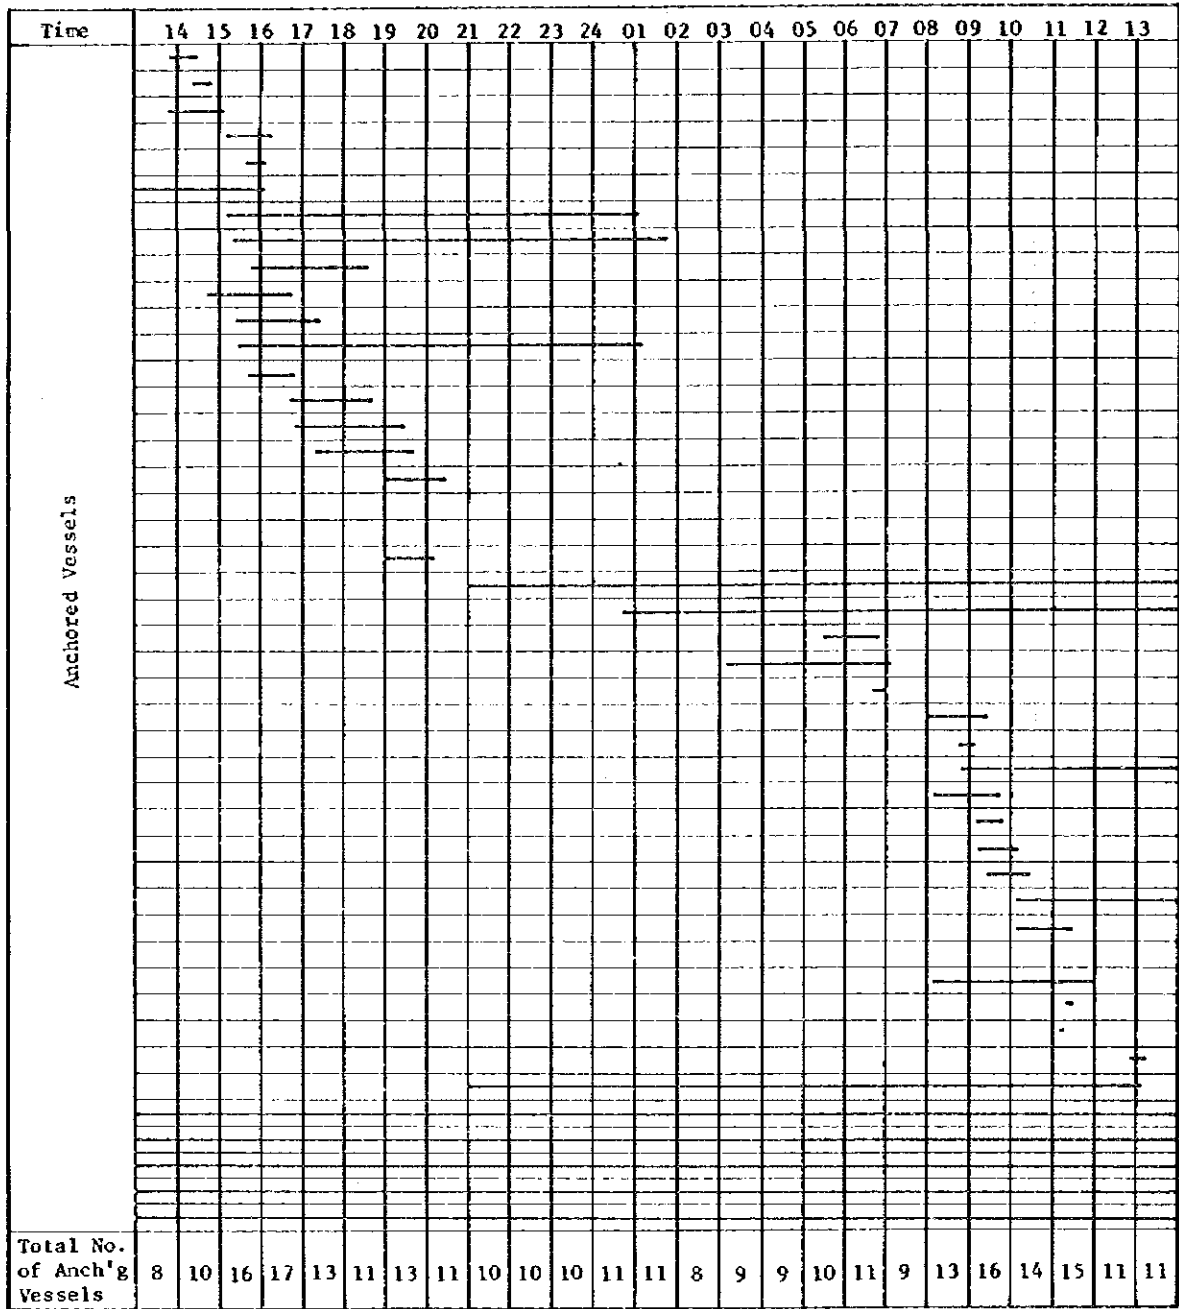 Time 14 15 16 17 18 19 20 21 22 23 24 01 02 03 04 05 06 07 08 09 10 11 12 13
Anchored Vessels
Total No.
of Anch'g 8 10 16 17 13 11 13 11 10 10 10 11 11 8 9 9 10 11 9 13 16 14 15 11 11
Vessels